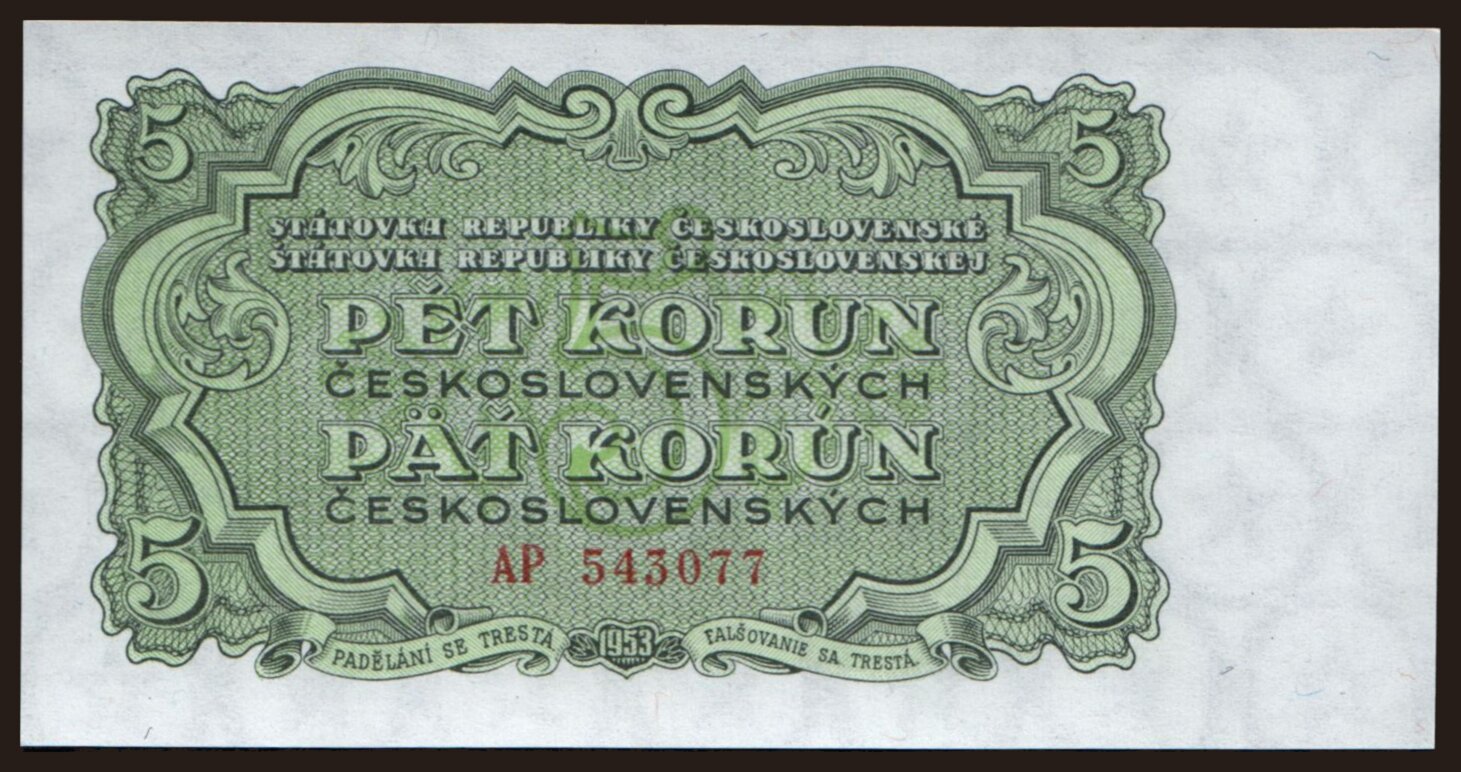 5 5
STÁTOVKA REPUBLIKY ČESKOSLOVENSKÉ
ŠTÁTOVKA REPUBLIKY ČESKOSLOVENSKEJ
PĚT KORUN
ČESKOSLOVENSKÝCH
PÄŤ KORÚN
ČESKOSLOVENSKÝCH
AP 543077
5 5
PADĚLÁNÍ SE TRESTÁ 1953 FALŠOVANIE SA TRESTÁ.